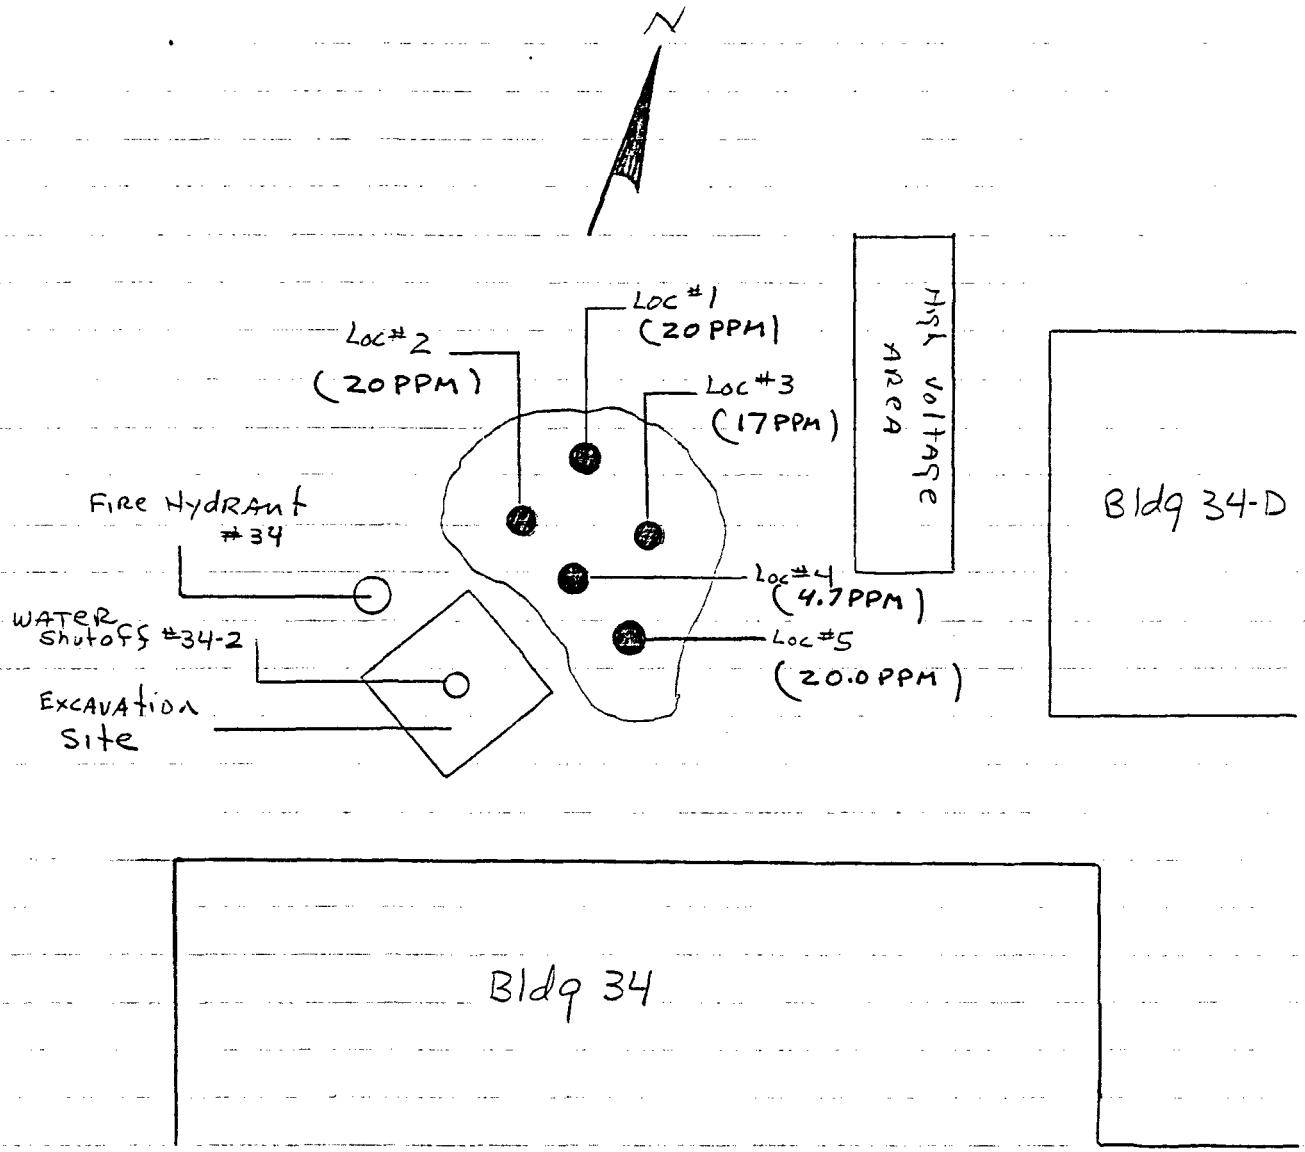 N
Loc #1
(20 PPM)
Loc #2
(20 PPM)
Loc #3
(17 PPM)
High Voltage
Area
Bldg 34-D
Fire Hydrant
#34
Loc #4
(4.7 PPM)
Water
Shutoff #34-2
Loc #5
(20.0 PPM)
Excavation
Site
Bldg 34